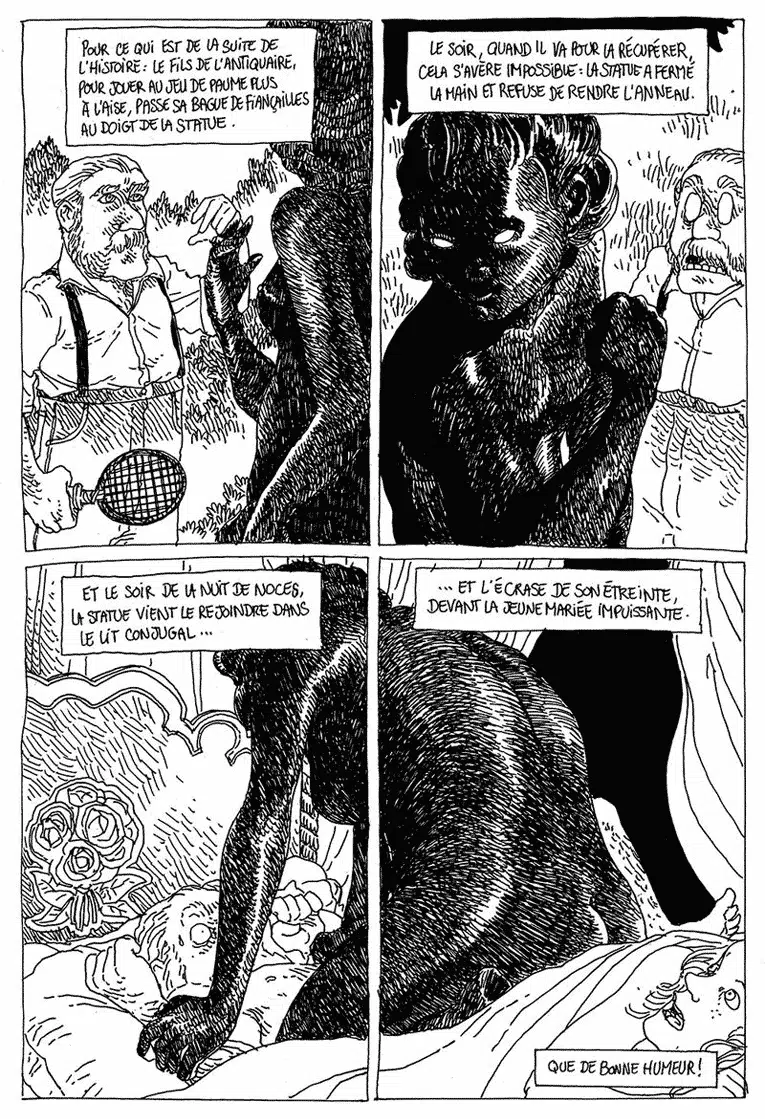 POUR CE QUI EST DE LA SUITE DE
L'HISTOIRE : LE FILS DE L'ANTIQUAIRE,
POUR JOUER AU JEU DE PAUME PLUS
À L'AISE, PASSE SA BAGUE DE FIANÇAILLES
AU DOIGT DE LA STATUE.
LE SOIR, QUAND IL VA POUR LA RÉCUPÉRER,
CELA S'AVÈRE IMPOSSIBLE : LA STATUE A FERMÉ
LA MAIN ET REFUSE DE RENDRE L'ANNEAU.
ET LE SOIR DE LA NUIT DE NOCES,
LA STATUE VIENT LE REJOINDRE DANS
LE LIT CONJUGAL ...
... ET L'ÉCRASE DE SON ÉTREINTE,
DEVANT LA JEUNE MARIÉE IMPUISSANTE.
QUE DE BONNE HUMEUR !